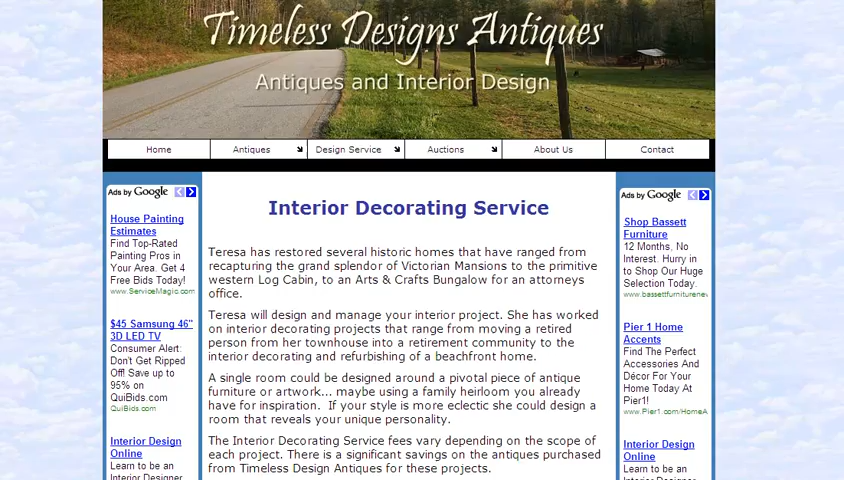 Timeless Designs Antiques
Antiques and Interior Design
Home
Antiques
Design Service
Auctions
About Us
Contact
Ads by Google
House Painting
Estimates
Find Top-Rated
Painting Pros in
Your Area. Get 4
Free Bids Today!
www.ServiceMagic.com
$45 Samsung 46"
3D LED TV
Consumer Alert:
Don't Get Ripped
Off! Save up to
95% on
QuiBids.com
QuiBids.com
Interior Design
Online
Learn to be an
Interior Designer
Interior Decorating Service
Teresa has restored several historic homes that have ranged from
recapturing the grand splendor of Victorian Mansions to the primitive
western Log Cabin, to an Arts & Crafts Bungalow for an attorneys
office.
Teresa will design and manage your interior project. She has worked
on interior decorating projects that range from moving a retired
person from her townhouse into a retirement community to the
interior decorating and refurbishing of a beachfront home.
A single room could be designed around a pivotal piece of antique
furniture or artwork... maybe using a family heirloom you already
have for inspiration. If your style is more eclectic she could design a
room that reveals your unique personality.
The Interior Decorating Service fees vary depending on the scope of
each project. There is a significant savings on the antiques purchased
from Timeless Design Antiques for these projects.
Ads by Google
Shop Bassett
Furniture
12 Months, No
Interest. Hurry in
to Shop Our Huge
Selection Today.
www.bassettfurniturenew
Pier 1 Home
Accents
Find The Perfect
Accessories And
Décor For Your
Home Today At
Pier1!
www.Pier1.com/HomeA
Interior Design
Online
Learn to be an